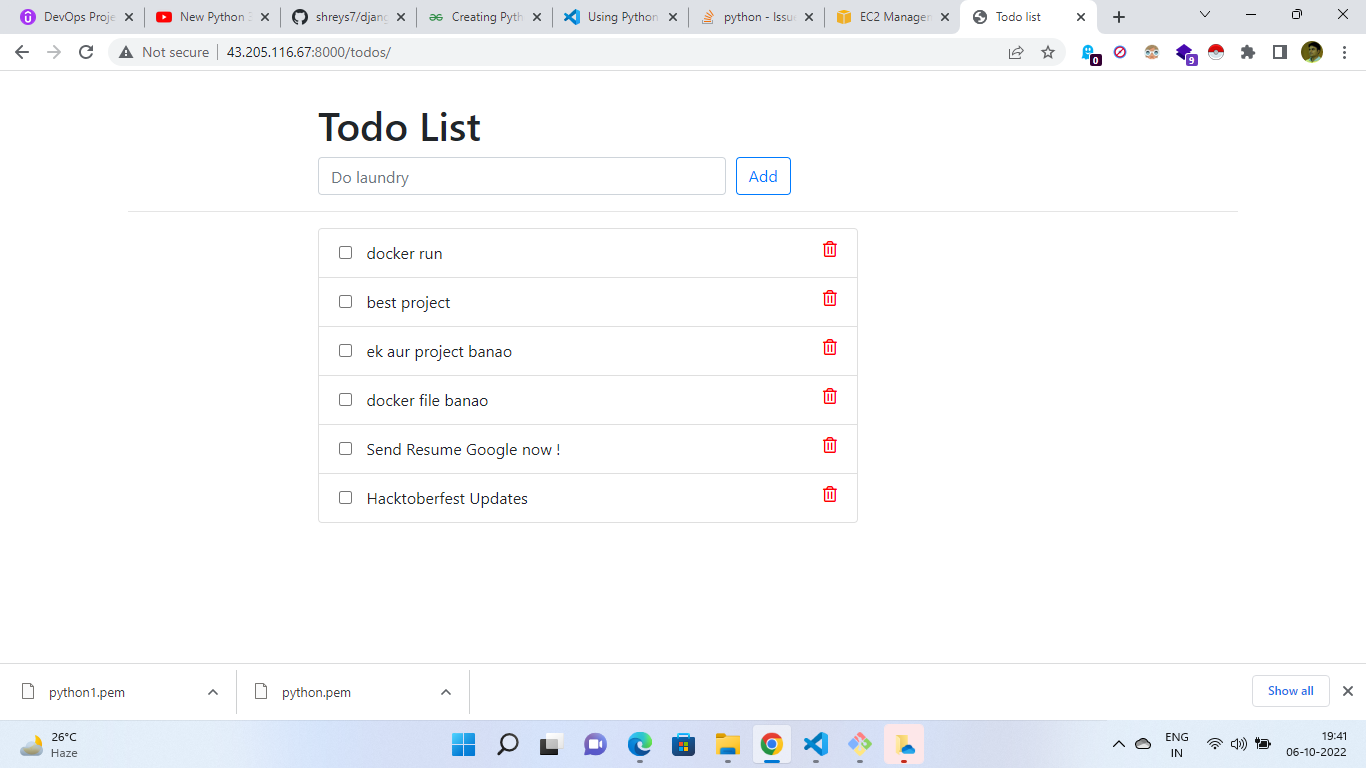 DevOps Proje
New Python 3
shreys7/djang
Creating Pyth
Using Python
python - Issu
EC2 Managem
Todo list
Not secure
43.205.116.67:8000/todos/
0
9
Todo List
Do laundry
Add
docker run
best project
ek aur project banao
docker file banao
Send Resume Google now !
Hacktoberfest Updates
python1.pem
python.pem
Show all
26°C
Haze
ENG
IN
19:41
06-10-2022